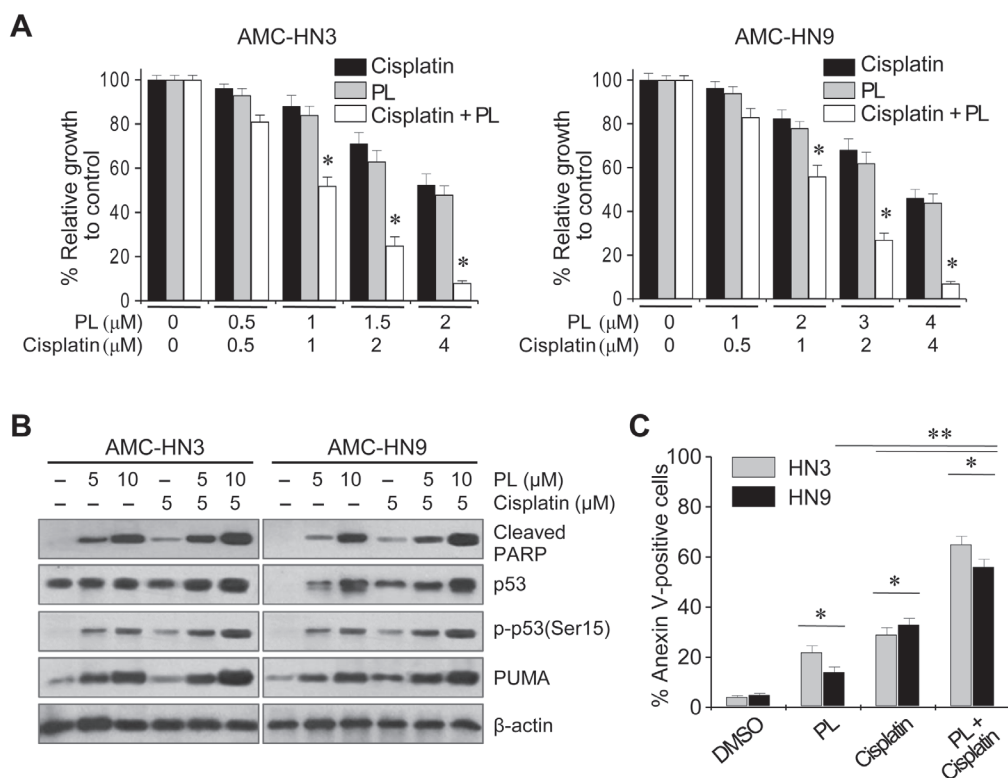 A
AMC-HN3
Cisplatin
PL
Cisplatin + PL
% Relative growth
to control
100
80
60
40
20
0
*
*
*
PL (μM) 0 0.5 1 1.5 2
Cisplatin (μM) 0 0.5 1 2 4
AMC-HN9
Cisplatin
PL
Cisplatin + PL
% Relative growth
to control
100
80
60
40
20
0
*
*
*
PL (μM) 0 1 2 3 4
Cisplatin (μM) 0 0.5 1 2 4
B
AMC-HN3 AMC-HN9
– 5 10 – 5 10 – 5 10 – 5 10 PL (μM)
– – – 5 5 5 – – – 5 5 5 Cisplatin (μM)
Cleaved
PARP
p53
p-p53(Ser15)
PUMA
β-actin
C
**
HN3
HN9
% Anexin V-positive cells
100
80
60
40
20
0
*
*
*
DMSO
PL
Cisplatin
PL +
Cisplatin